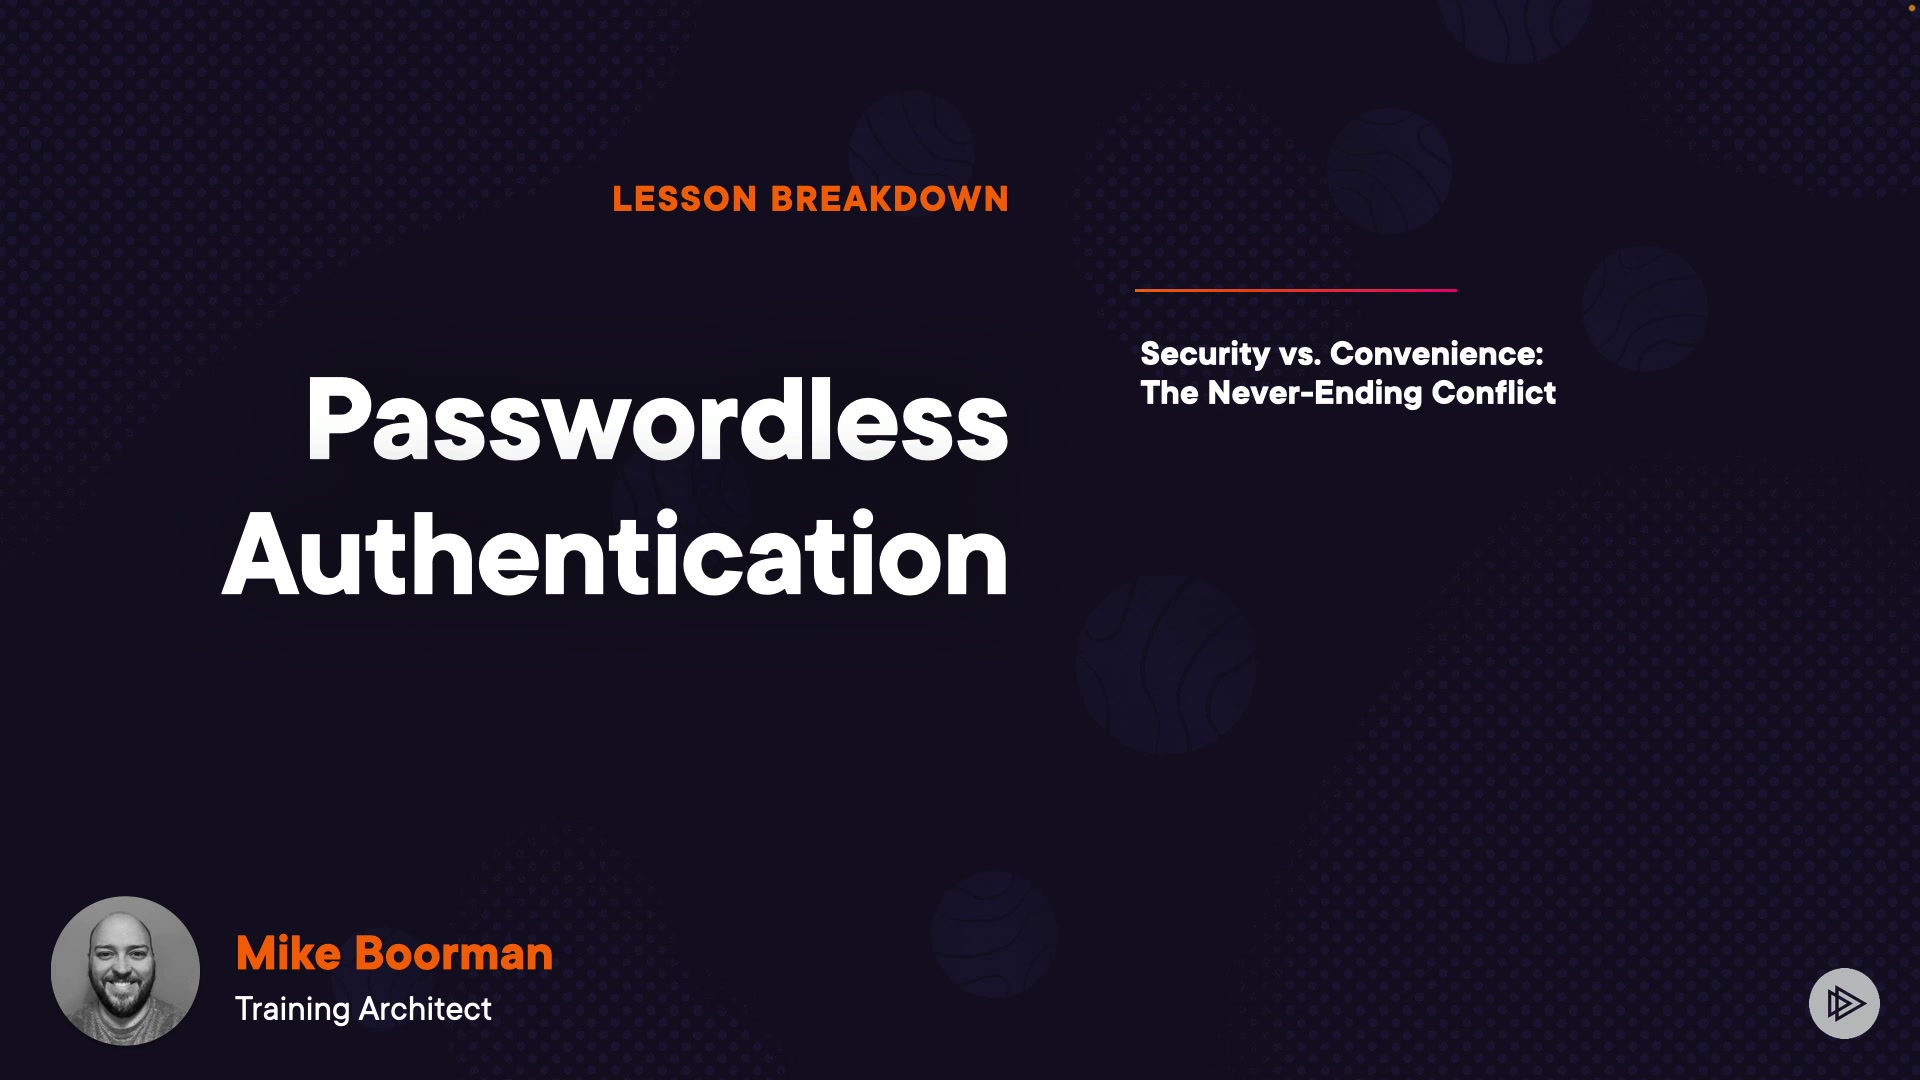 LESSON BREAKDOWN
Passwordless
Authentication
Security vs. Convenience:
The Never-Ending Conflict
Mike Boorman
Training Architect